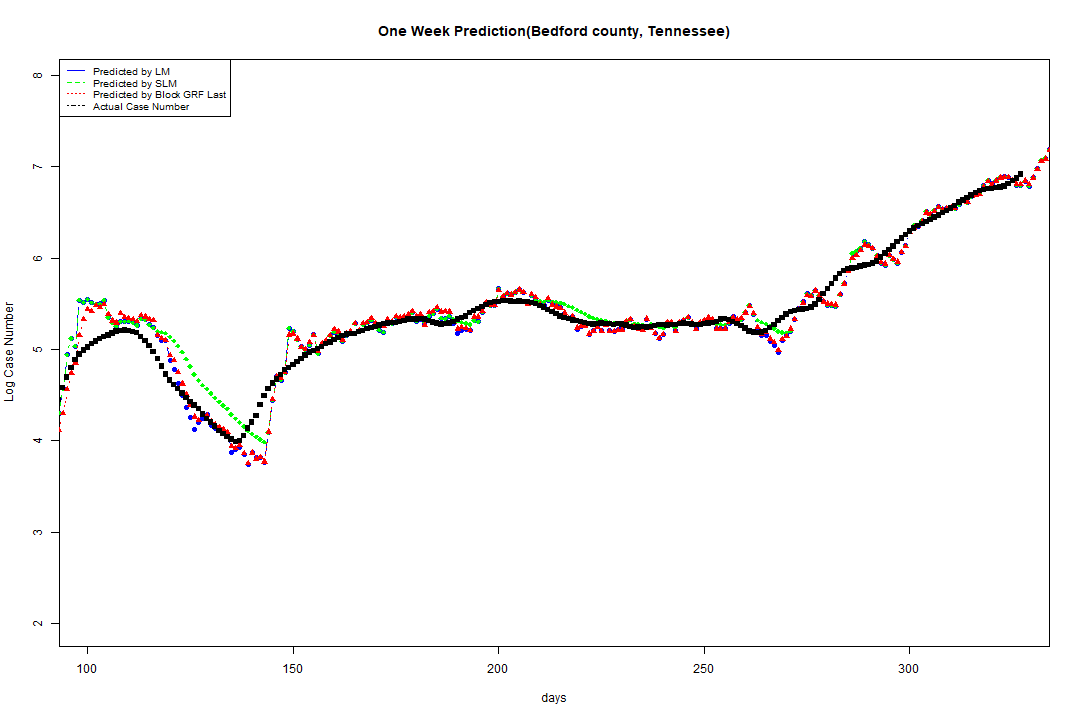 One Week Prediction(Bedford county, Tennessee)
Predicted by LM
Predicted by SLM
Predicted by Block GRF Last
Actual Case Number
8
7
6
5
4
3
2
Log Case Number
100 150 200 250 300
days